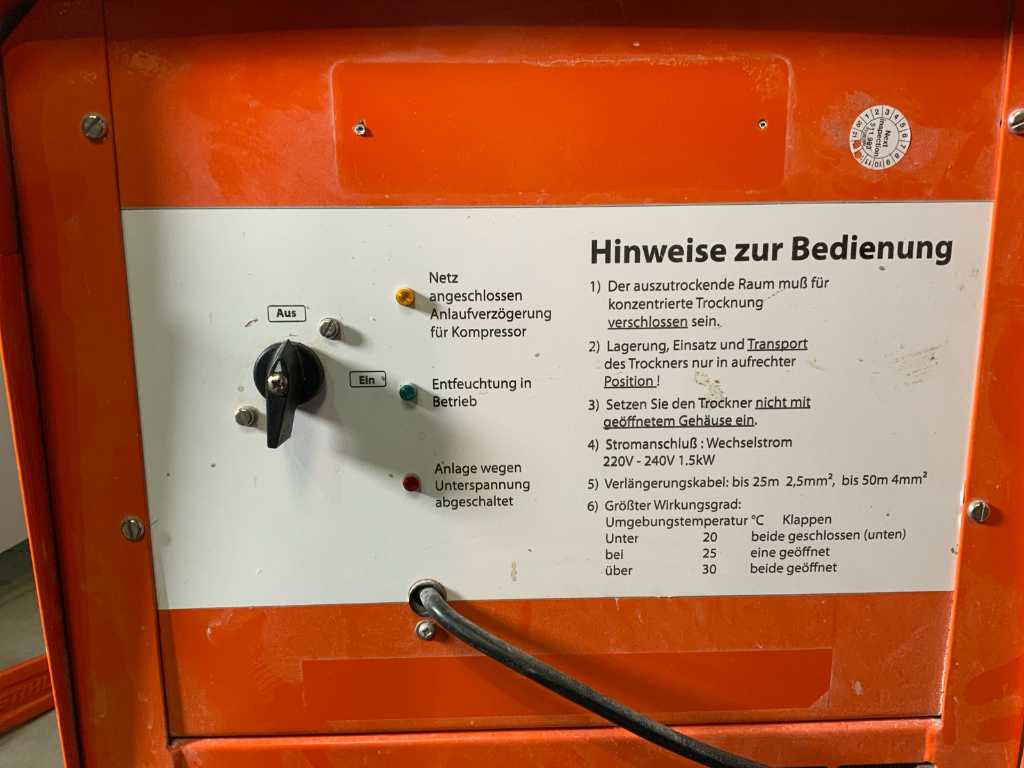 Next
Inspection
Hinweise zur Bedienung
Netz
angeschlossen
Anlaufverzögerung
für Kompressor
Aus
Ein
Entfeuchtung in
Betrieb
Anlage wegen
Unterspannung
abgeschaltet
1) Der auszutrockende Raum muß für
konzentrierte Trocknung
verschlossen sein.
2) Lagerung, Einsatz und Transport
des Trockners nur in aufrechter
Position !
3) Setzen Sie den Trockner nicht mit
geöffnetem Gehäuse ein.
4) Stromanschluß : Wechselstrom
220V - 240V 1.5kW
5) Verlängerungskabel: bis 25m 2,5mm², bis 50m 4mm²
6) Größter Wirkungsgrad:
Umgebungstemperatur °C Klappen
Unter 20 beide geschlossen (unten)
bei 25 eine geöffnet
über 30 beide geöffnet